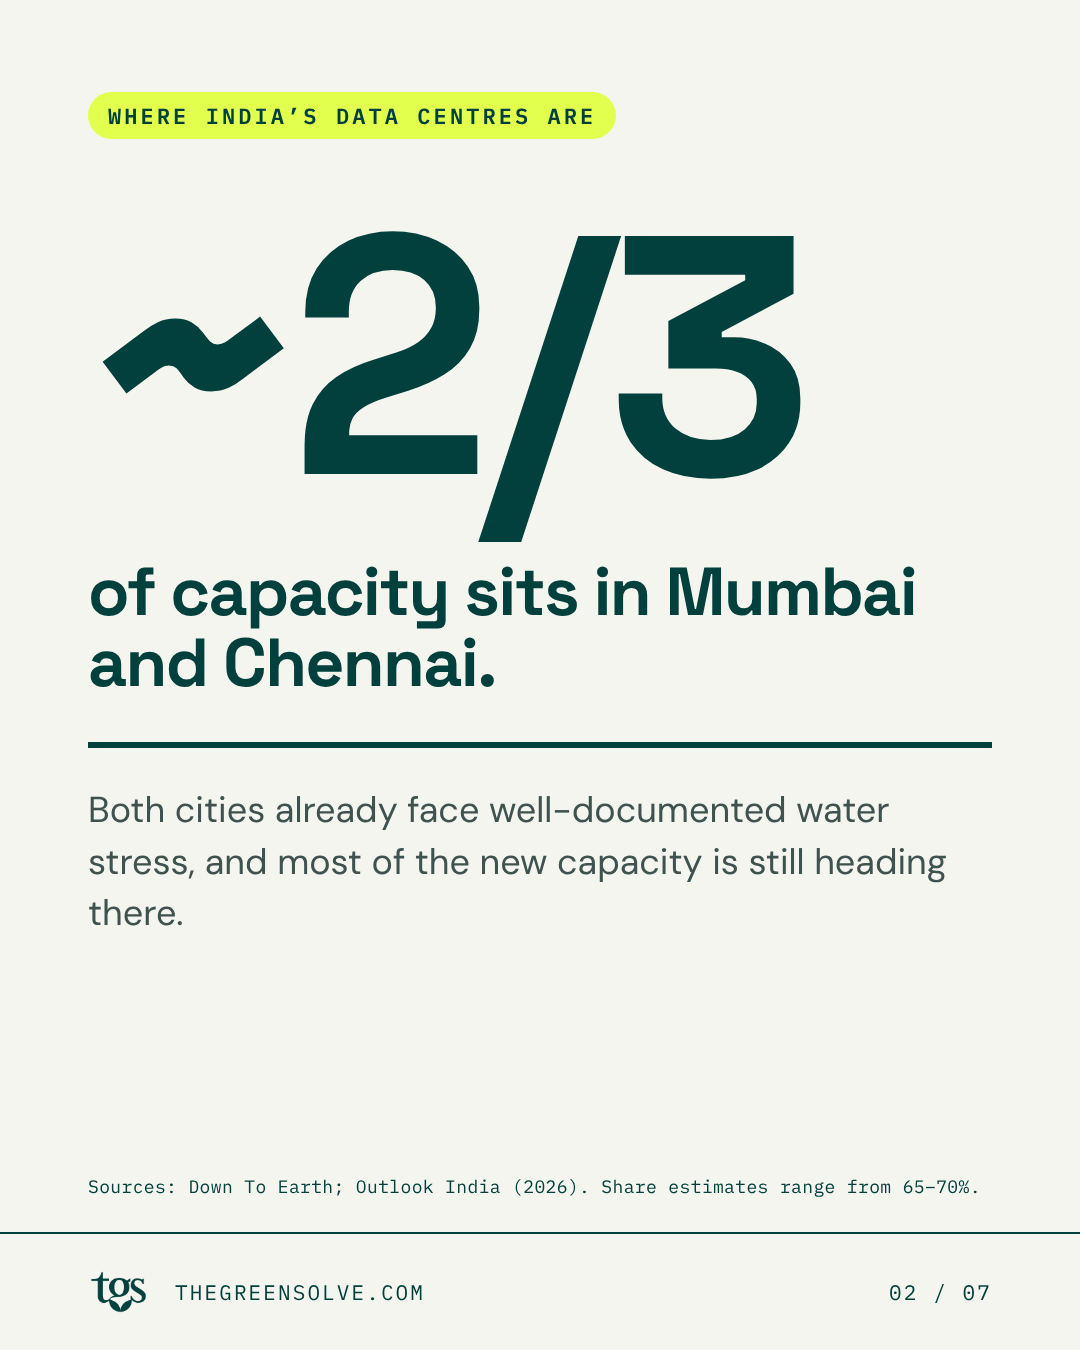 WHERE INDIA’S DATA CENTRES ARE
~2/3
of capacity sits in Mumbai
and Chennai.
Both cities already face well-documented water
stress, and most of the new capacity is still heading
there.
Sources: Down To Earth; Outlook India (2026). Share estimates range from 65–70%.
tgs THEGREENSOLVE.COM 02 / 07